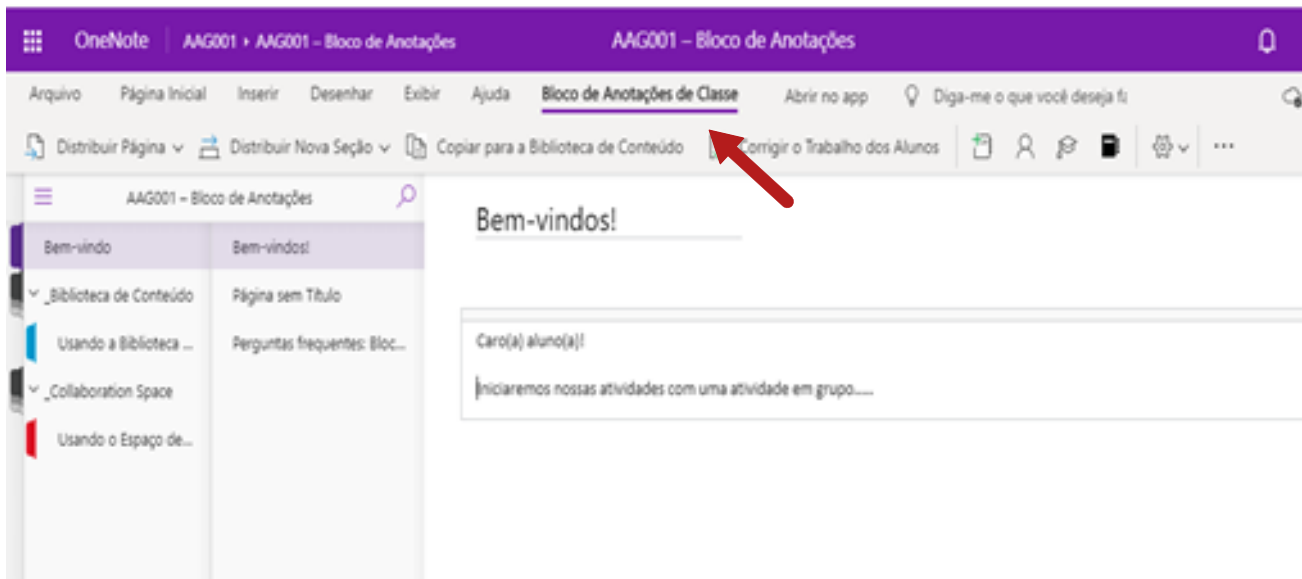 OneNote AAG001 › AAG001 – Bloco de Anotações AAG001 – Bloco de Anotações
Arquivo Página Inicial Inserir Desenhar Exibir Ajuda Bloco de Anotações de Classe Abrir no app Diga-me o que você deseja fa
Distribuir Página Distribuir Nova Seção Copiar para a Biblioteca de Conteúdo Corrigir o Trabalho dos Alunos ...
AAG001 – Bloco de Anotações
Bem-vindo
_Biblioteca de Conteúdo
Usando a Biblioteca ...
_Collaboration Space
Usando o Espaço de...
Bem-vindos!
Página sem Título
Perguntas frequentes: Bloc...
Bem-vindos!
Caro(a) aluno(a)!
Iniciaremos nossas atividades com uma atividade em grupo......